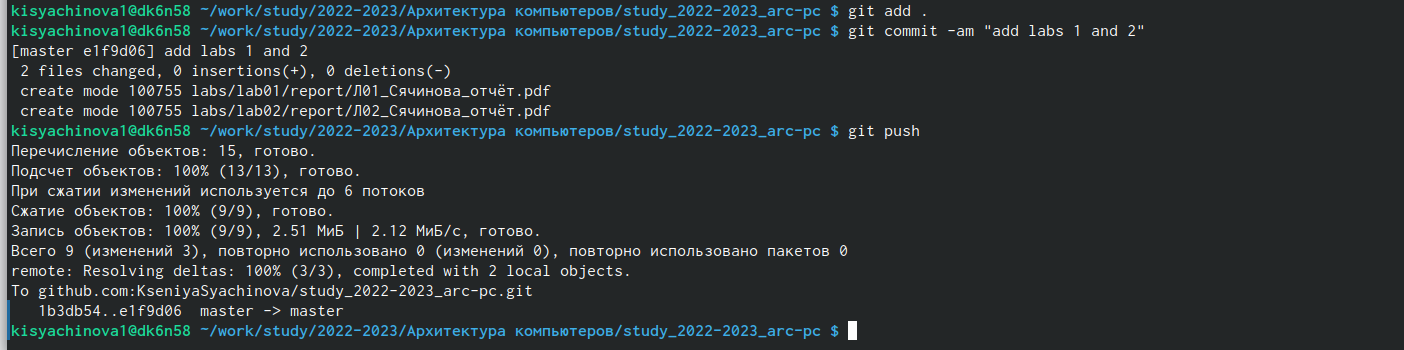 kisyachinova1@dk6n58 ~/work/study/2022-2023/Архитектура компьютеров/study_2022-2023_arc-pc $ git add .
kisyachinova1@dk6n58 ~/work/study/2022-2023/Архитектура компьютеров/study_2022-2023_arc-pc $ git commit -am "add labs 1 and 2"
[master e1f9d06] add labs 1 and 2
 2 files changed, 0 insertions(+), 0 deletions(-)
 create mode 100755 labs/lab01/report/Л01_Сячинова_отчёт.pdf
 create mode 100755 labs/lab02/report/Л02_Сячинова_отчёт.pdf
kisyachinova1@dk6n58 ~/work/study/2022-2023/Архитектура компьютеров/study_2022-2023_arc-pc $ git push
Перечисление объектов: 15, готово.
Подсчет объектов: 100% (13/13), готово.
При сжатии изменений используется до 6 потоков
Сжатие объектов: 100% (9/9), готово.
Запись объектов: 100% (9/9), 2.51 МиБ | 2.12 МиБ/с, готово.
Всего 9 (изменений 3), повторно использовано 0 (изменений 0), повторно использовано пакетов 0
remote: Resolving deltas: 100% (3/3), completed with 2 local objects.
To github.com:KseniyaSyachinova/study_2022-2023_arc-pc.git
   1b3db54..e1f9d06  master -> master
kisyachinova1@dk6n58 ~/work/study/2022-2023/Архитектура компьютеров/study_2022-2023_arc-pc $